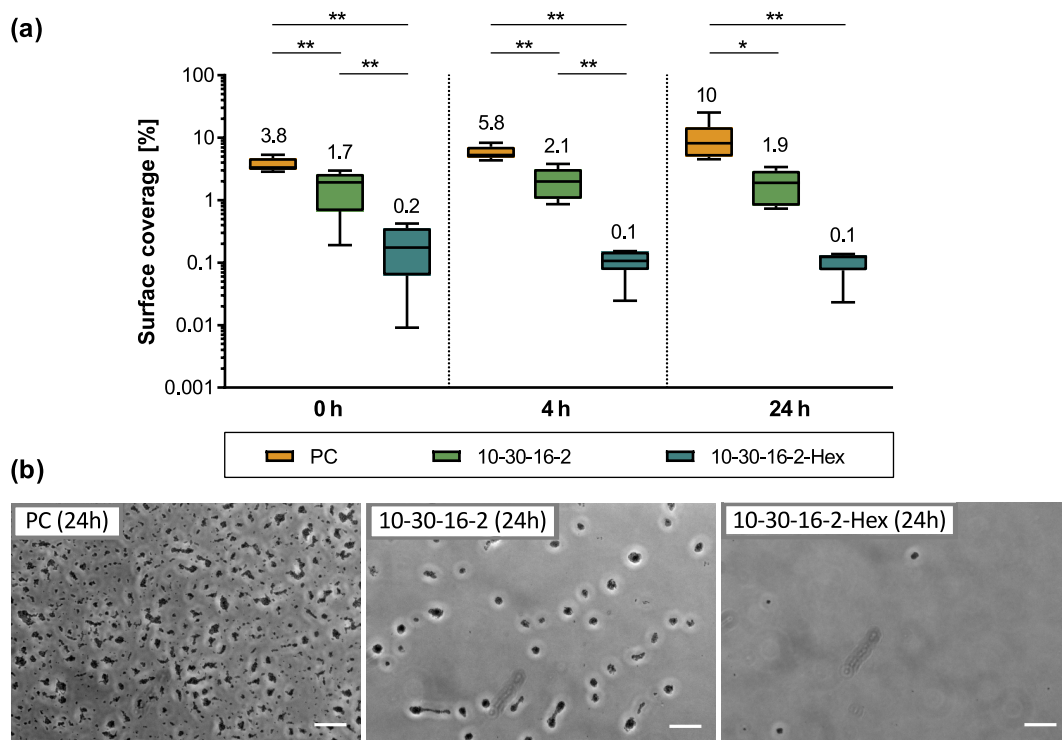 (a)
** ** **
** ** ** ** *
Surface coverage [%]
100
10
1
0.1
0.01
0.001
3.8
1.7
0.2
5.8
2.1
0.1
10
1.9
0.1
0 h 4 h 24 h
PC 10-30-16-2 10-30-16-2-Hex
(b)
PC (24h) 10-30-16-2 (24h) 10-30-16-2-Hex (24h)